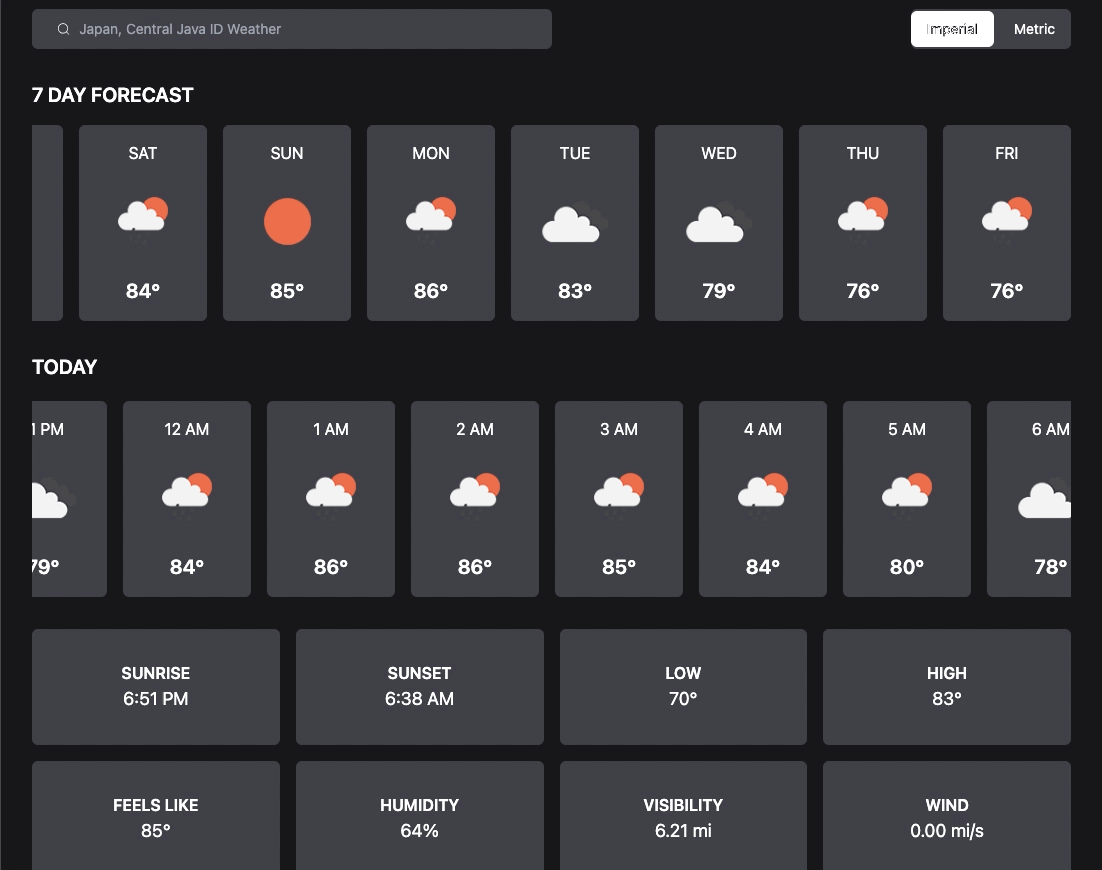 Japan, Central Java ID Weather
Imperial
Metric
7 DAY FORECAST
SAT SUN MON TUE WED THU FRI
84° 85° 86° 83° 79° 76° 76°
TODAY
1 PM 12 AM 1 AM 2 AM 3 AM 4 AM 5 AM 6 AM
79° 84° 86° 86° 85° 84° 80° 78°
SUNRISE SUNSET LOW HIGH
6:51 PM 6:38 AM 70° 83°
FEELS LIKE HUMIDITY VISIBILITY WIND
85° 64% 6.21 mi 0.00 mi/s